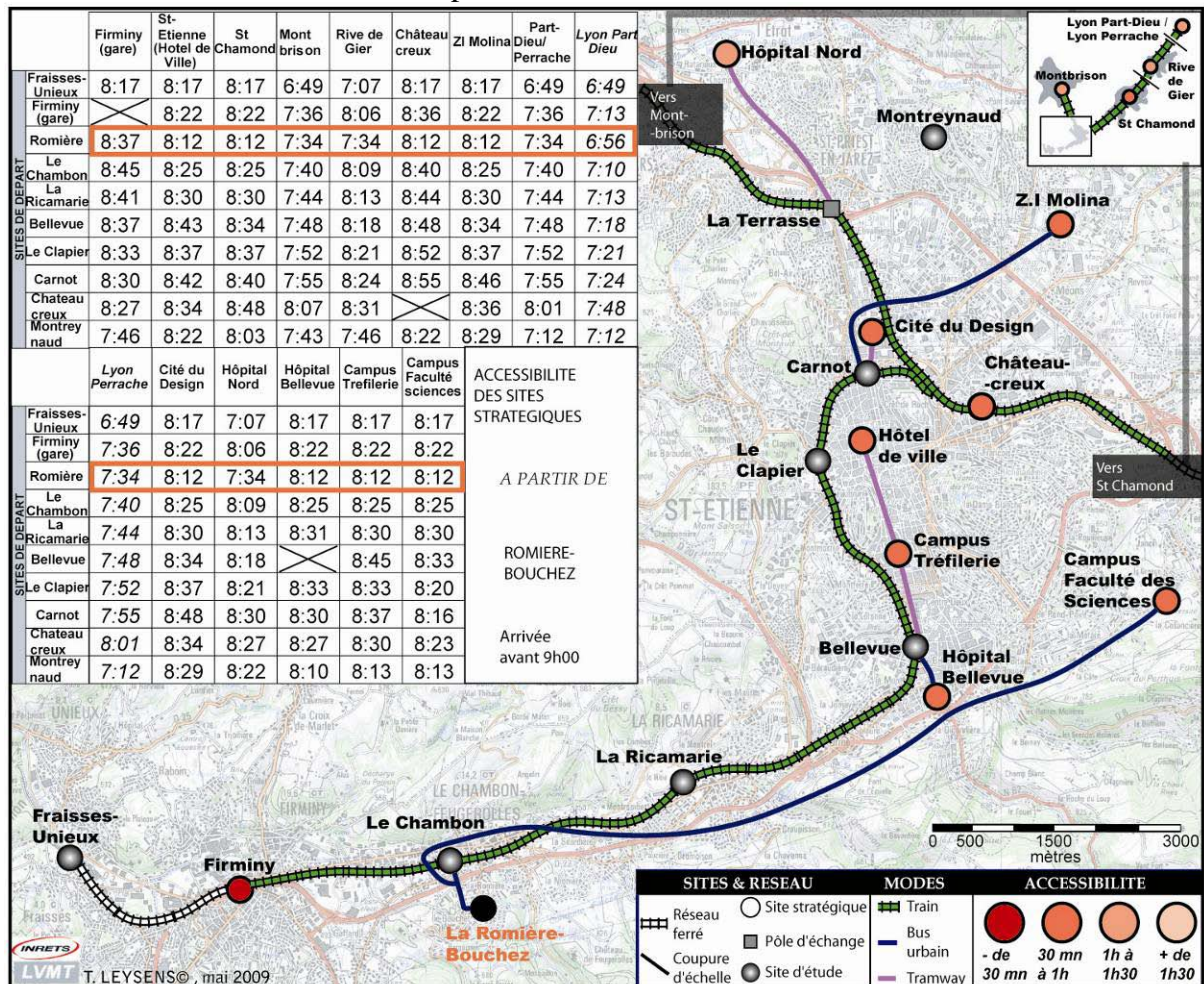 Firminy (gare) St-Etienne (Hotel de Ville) St Chamond Mont brison Rive de Gier Château creux ZI Molina Part-Dieu/ Perrache Lyon Part Dieu
SITES DE DEPART
Fraisses-Unieux 8:17 8:17 8:17 6:49 7:07 8:17 8:17 6:49 6:49
Firminy (gare) 8:22 8:22 7:36 8:06 8:36 8:22 7:36 7:13
Romière 8:37 8:12 8:12 7:34 7:34 8:12 8:12 7:34 6:56
Le Chambon 8:45 8:25 8:25 7:40 8:09 8:40 8:25 7:40 7:10
La Ricamarie 8:41 8:30 8:30 7:44 8:13 8:44 8:30 7:44 7:13
Bellevue 8:37 8:43 8:34 7:48 8:18 8:48 8:34 7:48 7:18
Le Clapier 8:33 8:37 8:37 7:52 8:21 8:52 8:37 7:52 7:21
Carnot 8:30 8:42 8:40 7:55 8:24 8:55 8:46 7:55 7:24
Chateau creux 8:27 8:34 8:48 8:07 8:31 8:36 8:01 7:48
Montrey naud 7:46 8:22 8:03 7:43 7:46 8:22 8:29 7:12 7:12
Lyon Perrache Cité du Design Hôpital Nord Hôpital Bellevue Campus Trefilerie Campus Faculté sciences
SITES DE DEPART
Fraisses-Unieux 6:49 8:17 7:07 8:17 8:17 8:17
Firminy (gare) 7:36 8:22 8:06 8:22 8:22 8:22
Romière 7:34 8:12 7:34 8:12 8:12 8:12
Le Chambon 7:40 8:25 8:09 8:25 8:25 8:25
La Ricamarie 7:44 8:30 8:13 8:31 8:30 8:30
Bellevue 7:48 8:34 8:18 8:45 8:33
Le Clapier 7:52 8:37 8:21 8:33 8:33 8:20
Carnot 7:55 8:48 8:30 8:30 8:37 8:16
Chateau creux 8:01 8:34 8:27 8:27 8:30 8:23
Montrey naud 7:12 8:29 8:22 8:10 8:13 8:13
ACCESSIBILITE
DES SITES
STRATEGIQUES
A PARTIR DE
ROMIERE-
BOUCHEZ
Arrivée
avant 9h00
Lyon Part-Dieu /
Lyon Perrache
Montbrison
Rive
de
Gier
St Chamond
Hôpital Nord
Vers
Mont-
-brison
Montreynaud
ST-PRIEST
EN-JAREZ
La Terrasse
Z.I Molina
Cité du Design
Carnot
Château-
-creux
Hôtel
de ville
Le
Clapier
Vers
St Chamond
ST-ETIENNE
Campus
Tréfilerie
Campus
Faculté des
Sciences
Bellevue
Hôpital
Bellevue
UNIEUX
LA RICAMARIE
La Ricamarie
LE CHAMBON
FEUGEROLLES
FIRMINY
Le Chambon
Fraisses-
Unieux
Firminy
Fraisses
La Romière-
Bouchez
0 500 1500 3000
mètres
INRETS
LVMT
T. LEYSENS©, mai 2009
SITES & RESEAU
Réseau
ferré
Coupure
d'échelle
Site stratégique
Pôle d'échange
Site d'étude
MODES
Train
Bus
urbain
Tramway
ACCESSIBILITE
- de
30 mn
30 mn
à 1h
1h à
1h30
+ de
1h30